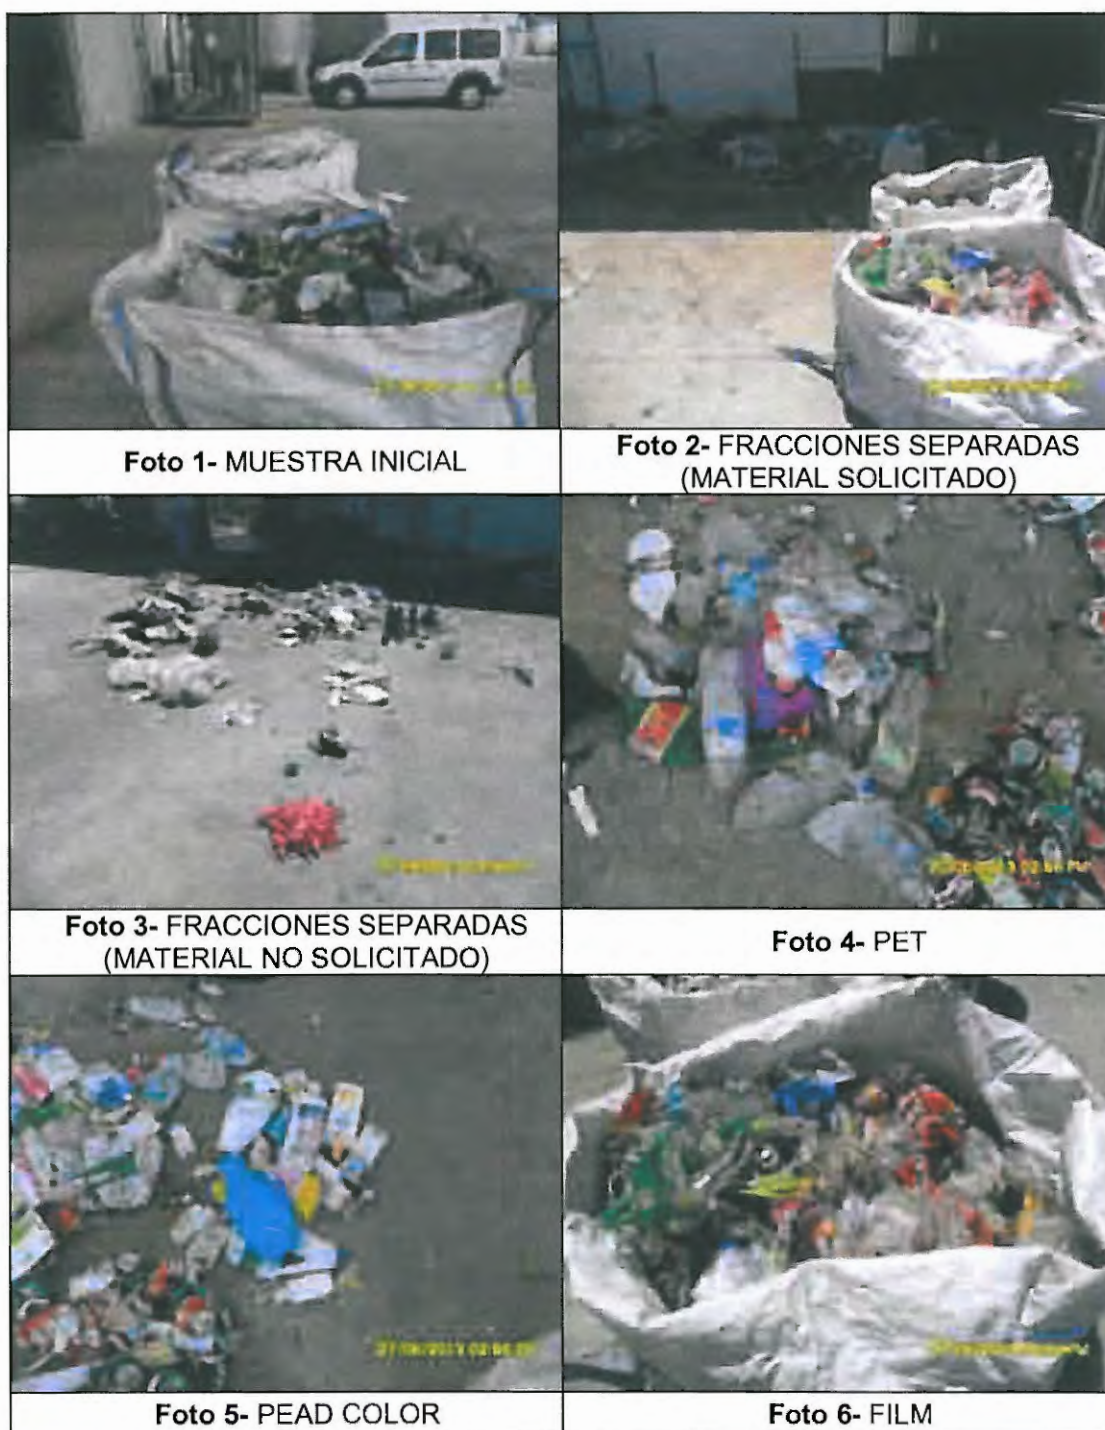 Foto 1- MUESTRA INICIAL
Foto 2- FRACCIONES SEPARADAS
(MATERIAL SOLICITADO)
Foto 3- FRACCIONES SEPARADAS
(MATERIAL NO SOLICITADO)
Foto 4- PET
Foto 5- PEAD COLOR
Foto 6- FILM